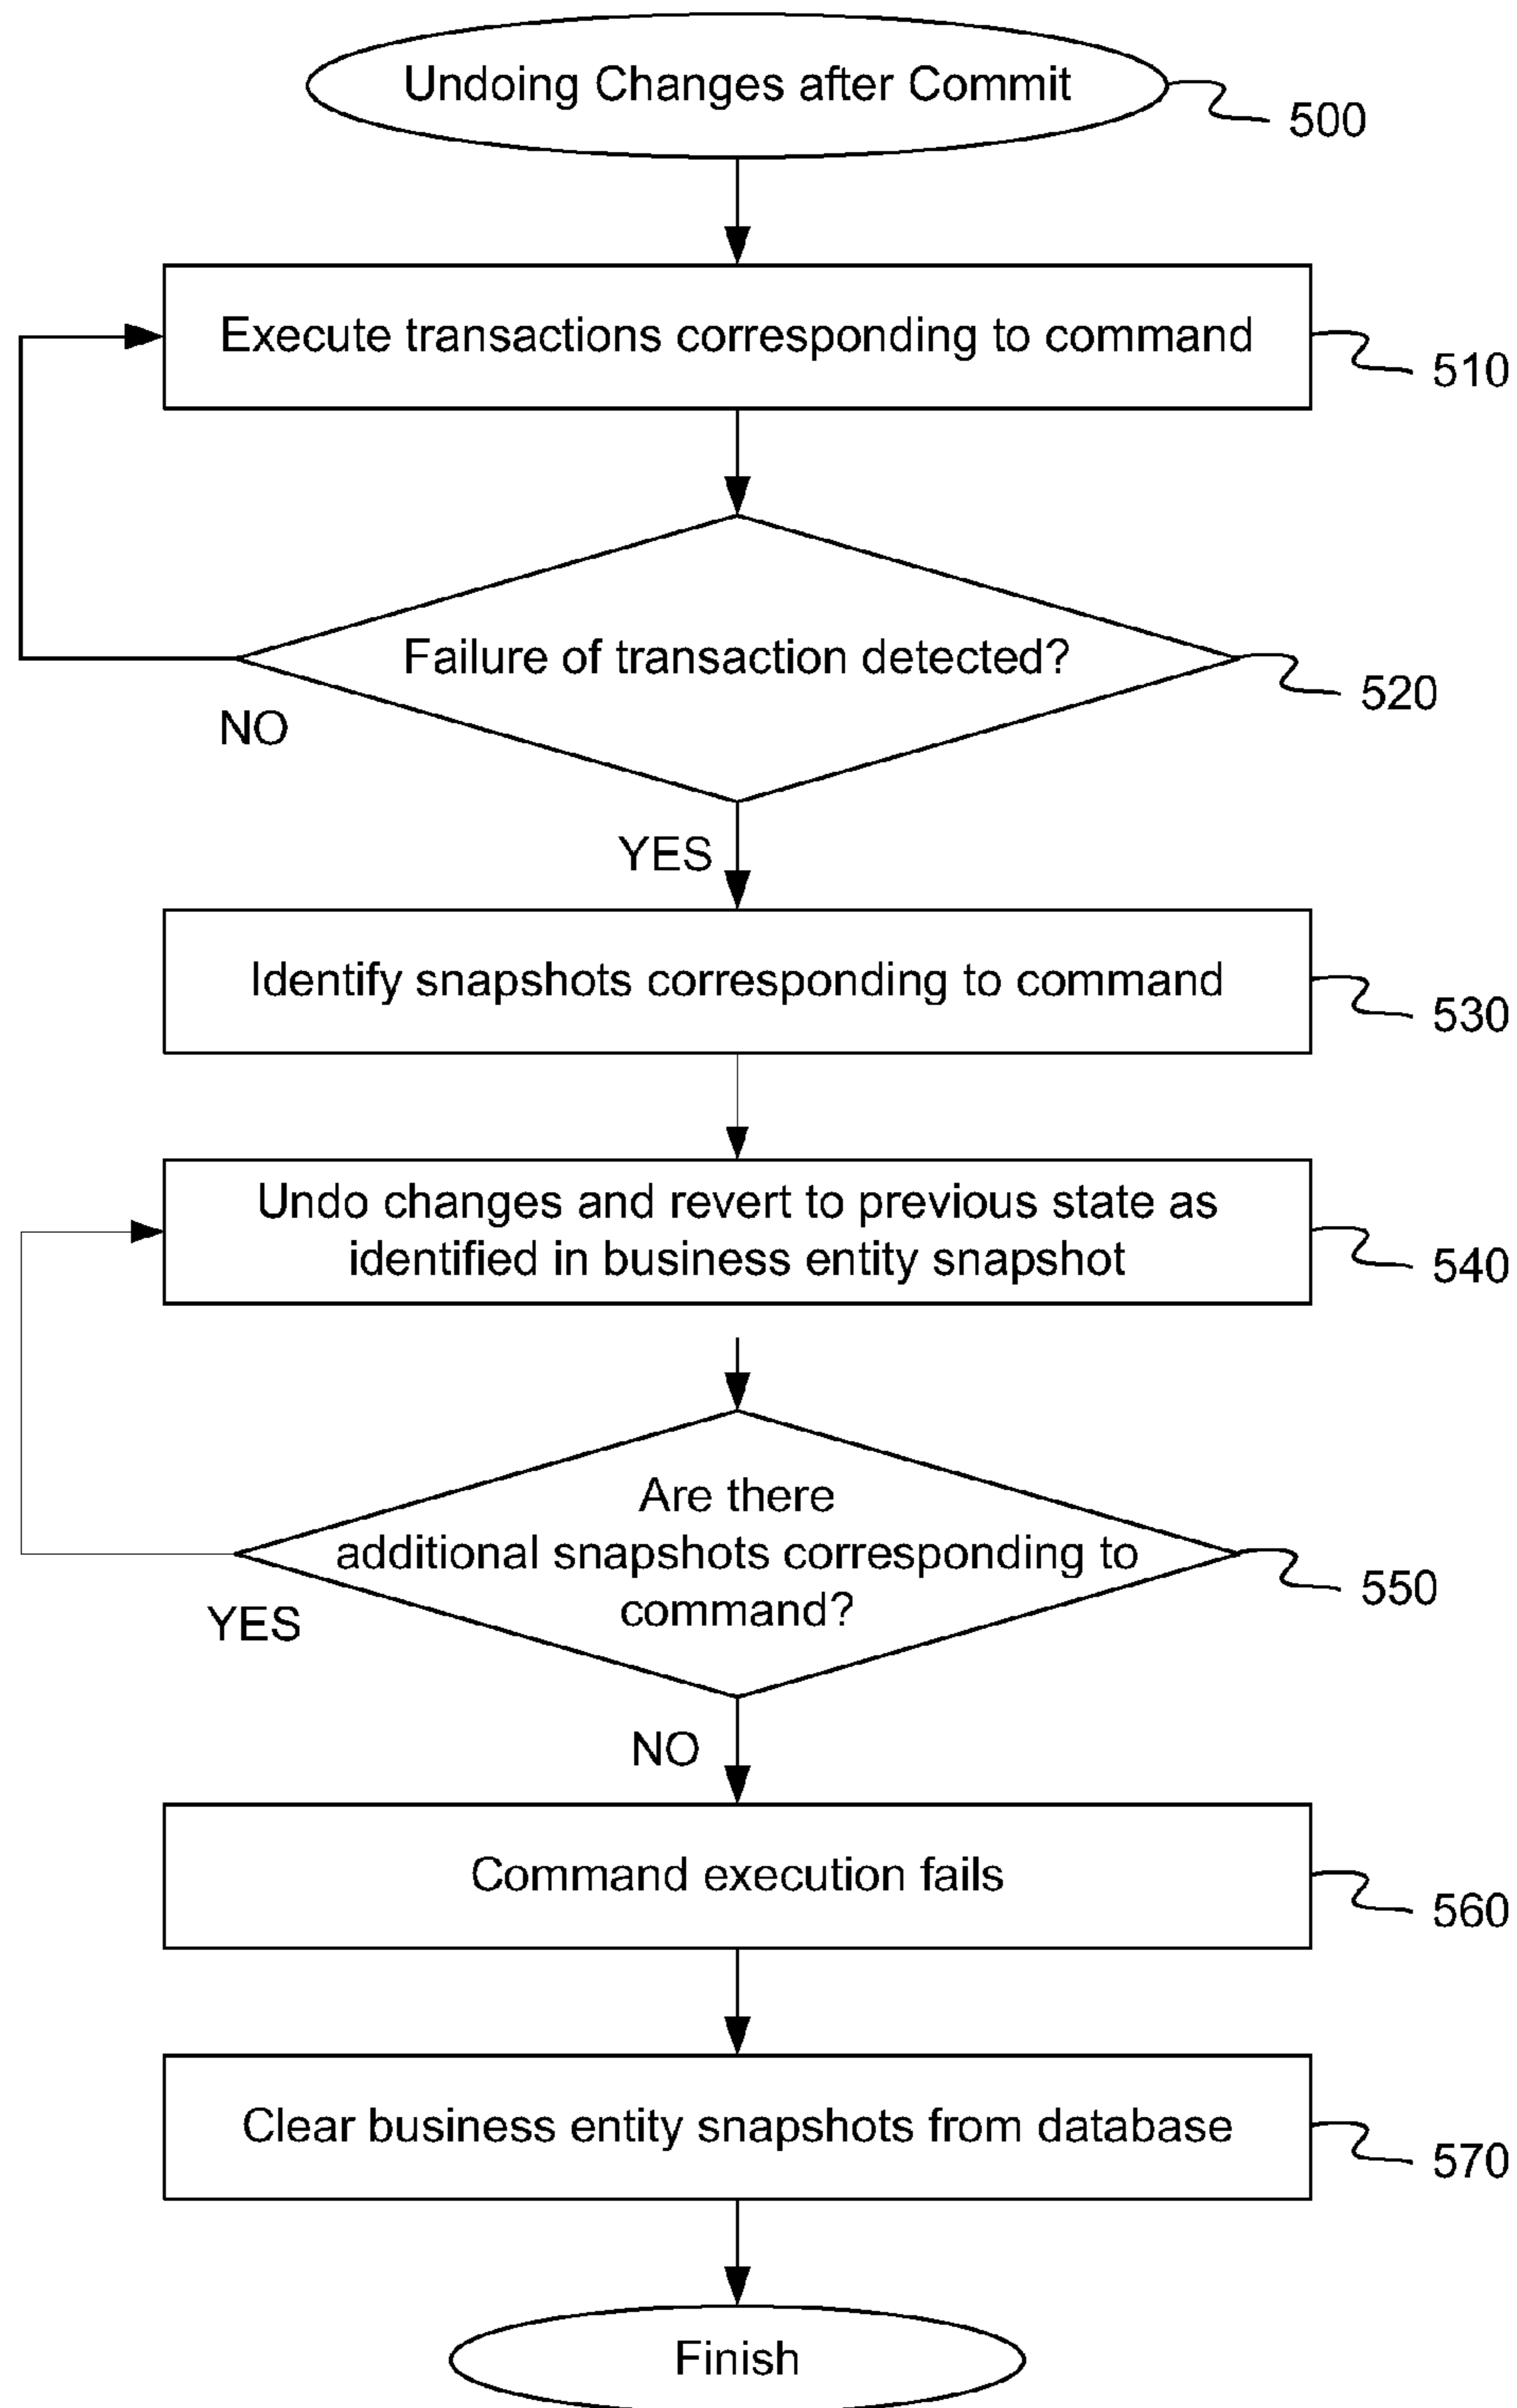 Undoing Changes after Commit
500
Execute transactions corresponding to command
510
Failure of transaction detected?
520
NO
YES
Identify snapshots corresponding to command
530
Undo changes and revert to previous state as
identified in business entity snapshot
540
Are there
additional snapshots corresponding to
command?
550
YES
NO
Command execution fails
560
Clear business entity snapshots from database
570
Finish